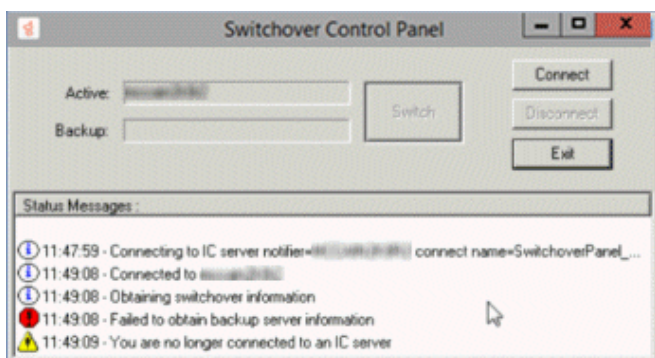 Switchover Control Panel
Active:
Backup:
Switch
Connect
Disconnect
Exit
Status Messages :
11:47:59 - Connecting to IC server notifier= connect name=SwitchoverPanel_...
11:49:08 - Connected to
11:49:08 - Obtaining switchover information
11:49:08 - Failed to obtain backup server information
11:49:09 - You are no longer connected to an IC server